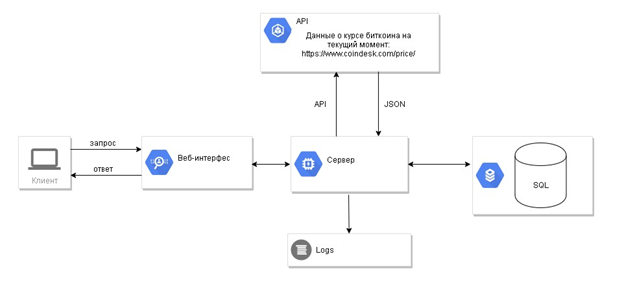 API
Данные о курсе биткоина на
текущий момент:
https://www.coindesk.com/price/
API
JSON
запрос
ответ
Клиент
Веб-интерфес
Сервер
SQL
Logs